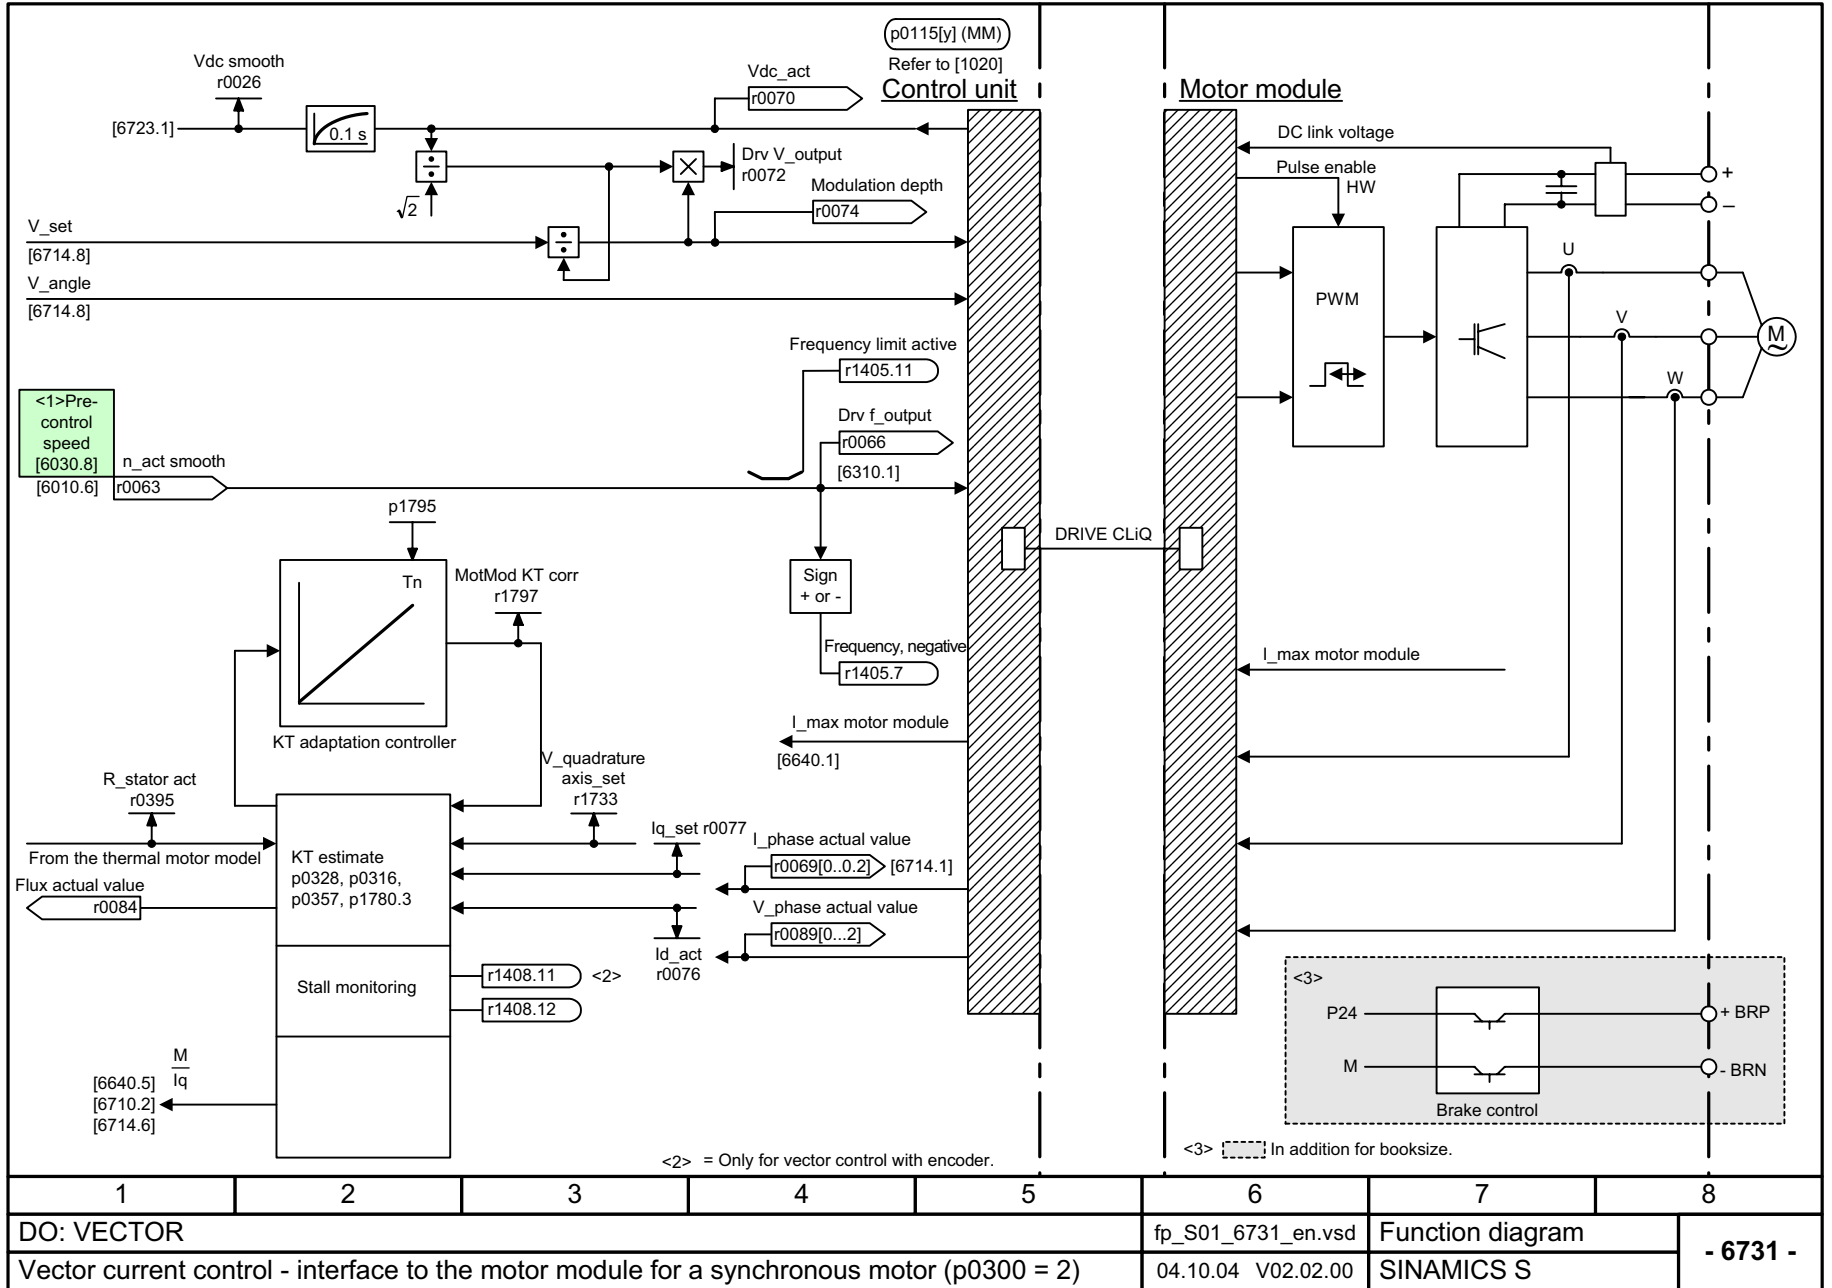 p0115[y] (MM)
Refer to [1020]
Control unit
Motor module
Vdc smooth
r0026
[6723.1]
0.1 s
Vdc_act
r0070
÷
√2
×
Drv V_output
r0072
Modulation depth
r0074
V_set
[6714.8]
÷
V_angle
[6714.8]
DC link voltage
Pulse enable
HW
+
–
PWM
U
V
W
M
~
Frequency limit active
r1405.11
<1>Pre-
control
speed
[6030.8]
[6010.6]
n_act smooth
r0063
Drv f_output
r0066
[6310.1]
DRIVE CLiQ
p1795
Tn
MotMod KT corr
r1797
KT adaptation controller
Sign
+ or -
Frequency, negative
r1405.7
I_max motor module
[6640.1]
I_max motor module
R_stator act
r0395
From the thermal motor model
Flux actual value
r0084
KT estimate
p0328, p0316,
p0357, p1780.3
V_quadrature
axis_set
r1733
Iq_set r0077
I_phase actual value
r0069[0..0.2]
[6714.1]
V_phase actual value
r0089[0...2]
Id_act
r0076
Stall monitoring
r1408.11
<2>
r1408.12
M
Iq
[6640.5]
[6710.2]
[6714.6]
<3>
P24
+ BRP
M
- BRN
Brake control
<2> = Only for vector control with encoder.
<3> In addition for booksize.
1 2 3 4 5 6 7 8
DO: VECTOR
fp_S01_6731_en.vsd
Function diagram
- 6731 -
Vector current control - interface to the motor module for a synchronous motor (p0300 = 2)
04.10.04 V02.02.00
SINAMICS S